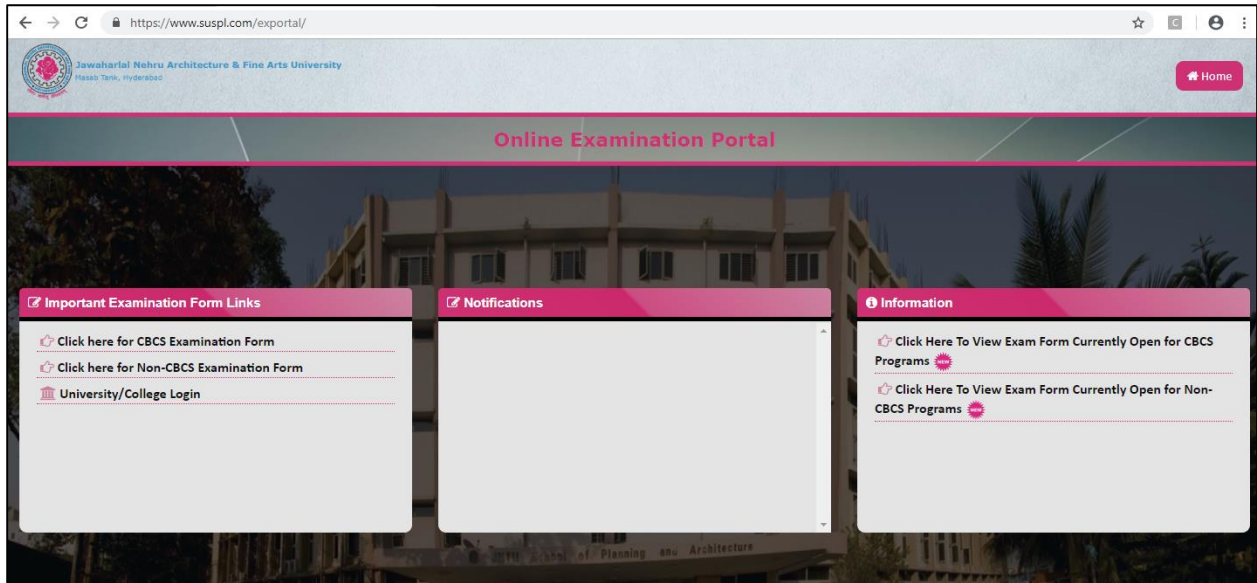 https://www.suspl.com/exportal/
Jawaharlal Nehru Architecture & Fine Arts University
Masab Tank, Hyderabad
Home
Online Examination Portal
Important Examination Form Links
Click here for CBCS Examination Form
Click here for Non-CBCS Examination Form
University/College Login
Notifications
Information
Click Here To View Exam Form Currently Open for CBCS
Programs NEW
Click Here To View Exam Form Currently Open for Non-
CBCS Programs NEW
School of Planning and Architecture